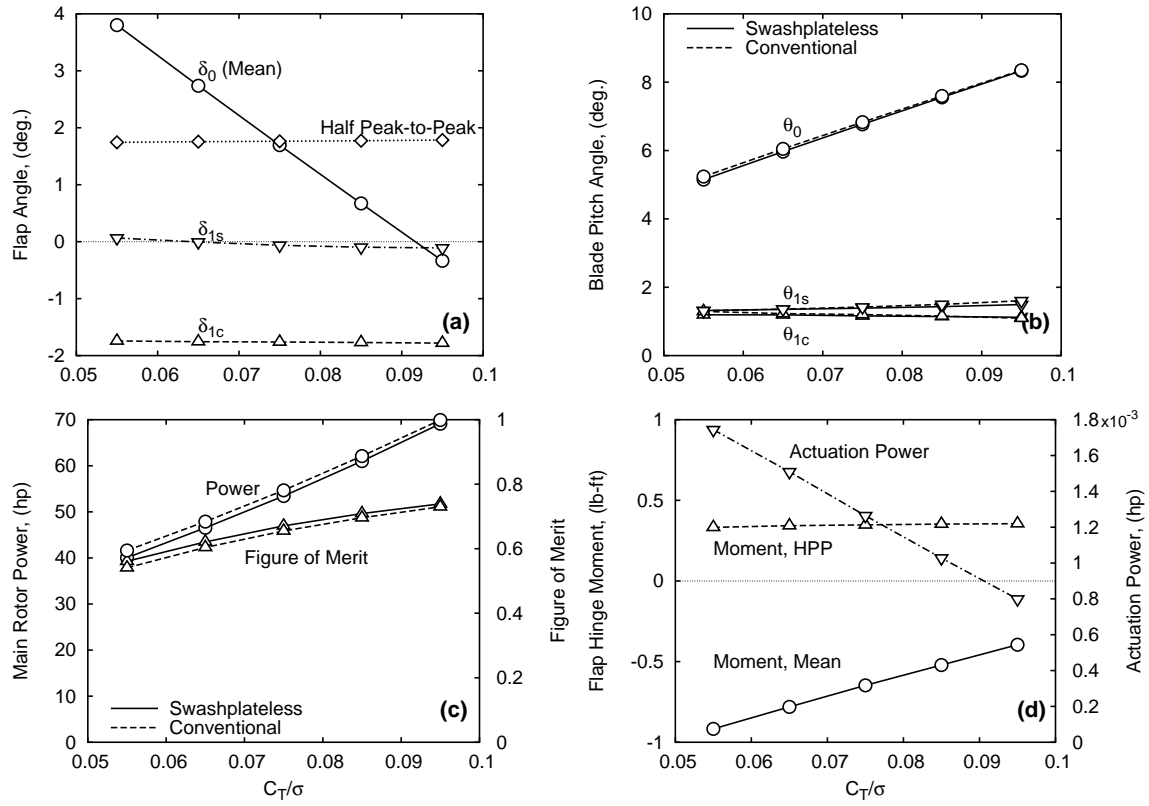 4
3
2
1
0
-1
-2
0.05
0.06
0.07
0.08
0.09
0.1
Flap Angle, (deg.)
δ0 (Mean)
Half Peak-to-Peak
δ1s
δ1c
(a)
10
8
6
4
2
0
0.05
0.06
0.07
0.08
0.09
0.1
Blade Pitch Angle, (deg.)
Swashplateless
Conventional
θ0
θ1s
θ1c
(b)
70
60
50
40
30
20
10
0
0.05
0.06
0.07
0.08
0.09
0.1
1
0.8
0.6
0.4
0.2
0
Main Rotor Power, (hp)
Figure of Merit
CT/σ
Power
Figure of Merit
Swashplateless
Conventional
(c)
1
0.5
0
-0.5
-1
0.05
0.06
0.07
0.08
0.09
0.1
1.8x10-3
1.6
1.4
1.2
1
0.8
0.6
0.4
0.2
0
Flap Hinge Moment, (lb-ft)
Actuation Power, (hp)
CT/σ
Actuation Power
Moment, HPP
Moment, Mean
(d)